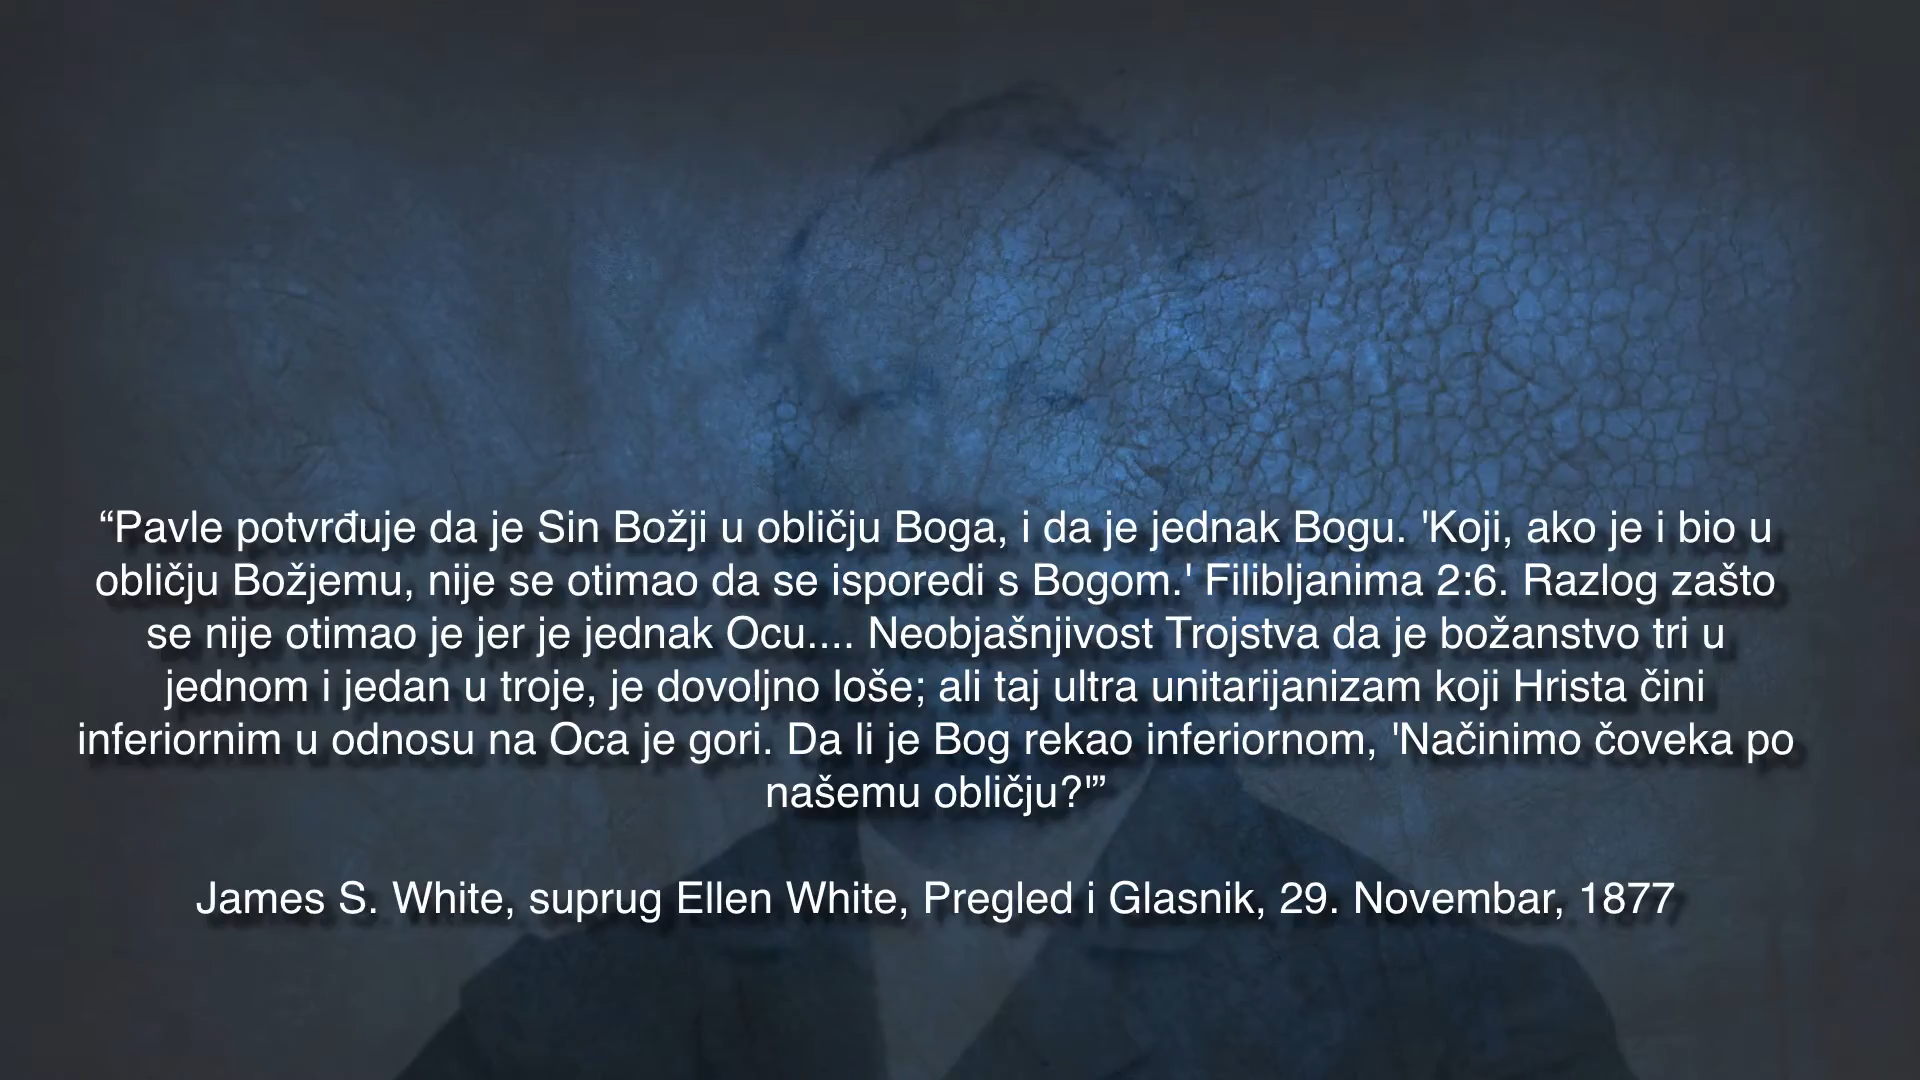 “Pavle potvrđuje da je Sin Božji u obličju Boga, i da je jednak Bogu. 'Koji, ako je i bio u
obličju Božjemu, nije se otimao da se isporedi s Bogom.' Filibljanima 2:6. Razlog zašto
se nije otimao je jer je jednak Ocu.... Neobjašnjivost Trojstva da je božanstvo tri u
jednom i jedan u troje, je dovoljno loše; ali taj ultra unitarijanizam koji Hrista čini
inferiornim u odnosu na Oca je gori. Da li je Bog rekao inferiornom, 'Načinimo čoveka po
našemu obličju?'”
James S. White, suprug Ellen White, Pregled i Glasnik, 29. Novembar, 1877